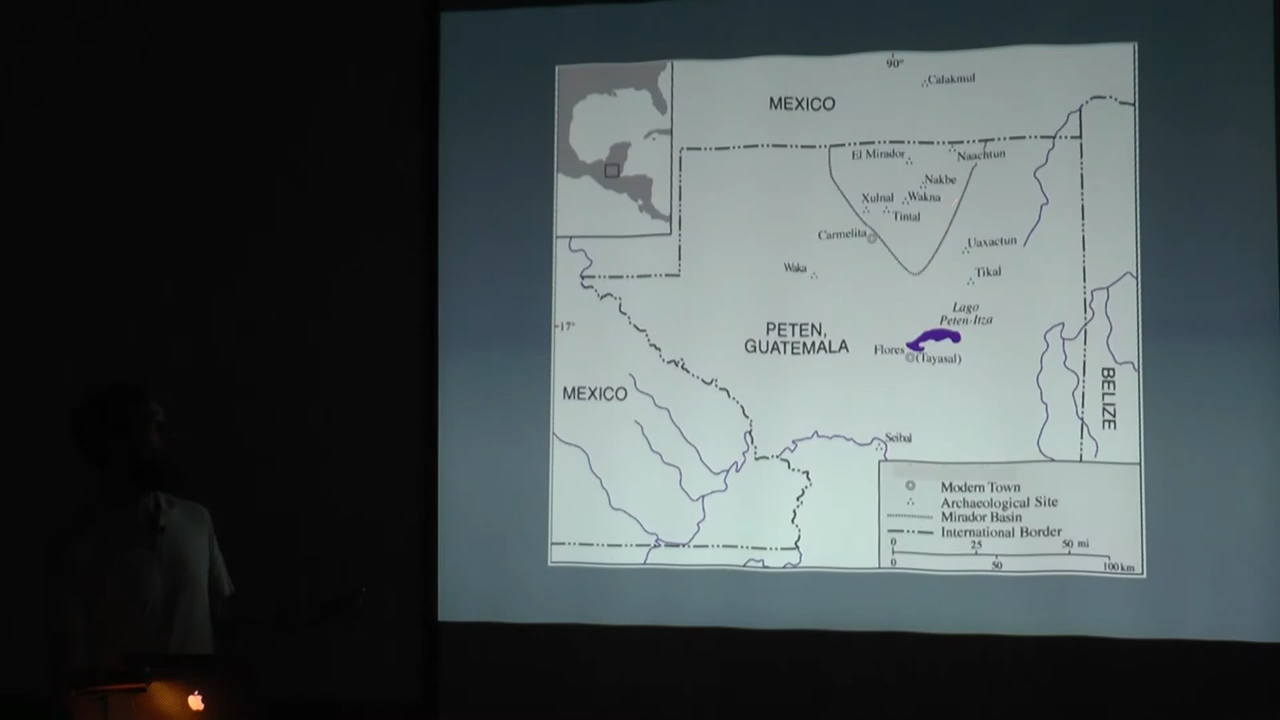 90°
Calakmul
MEXICO
El Mirador
Naachtun
Nakbe
Xulnal
Wakna
Tintal
Carmelita
Uaxactun
Waka
Tikal
Lago
Peten-Itza
17°
PETEN,
GUATEMALA
Flores
(Tayasal)
MEXICO
BELIZE
Seibal
Modern Town
Archaeological Site
Mirador Basin
International Border
0 25 50 mi
0 50 100 km